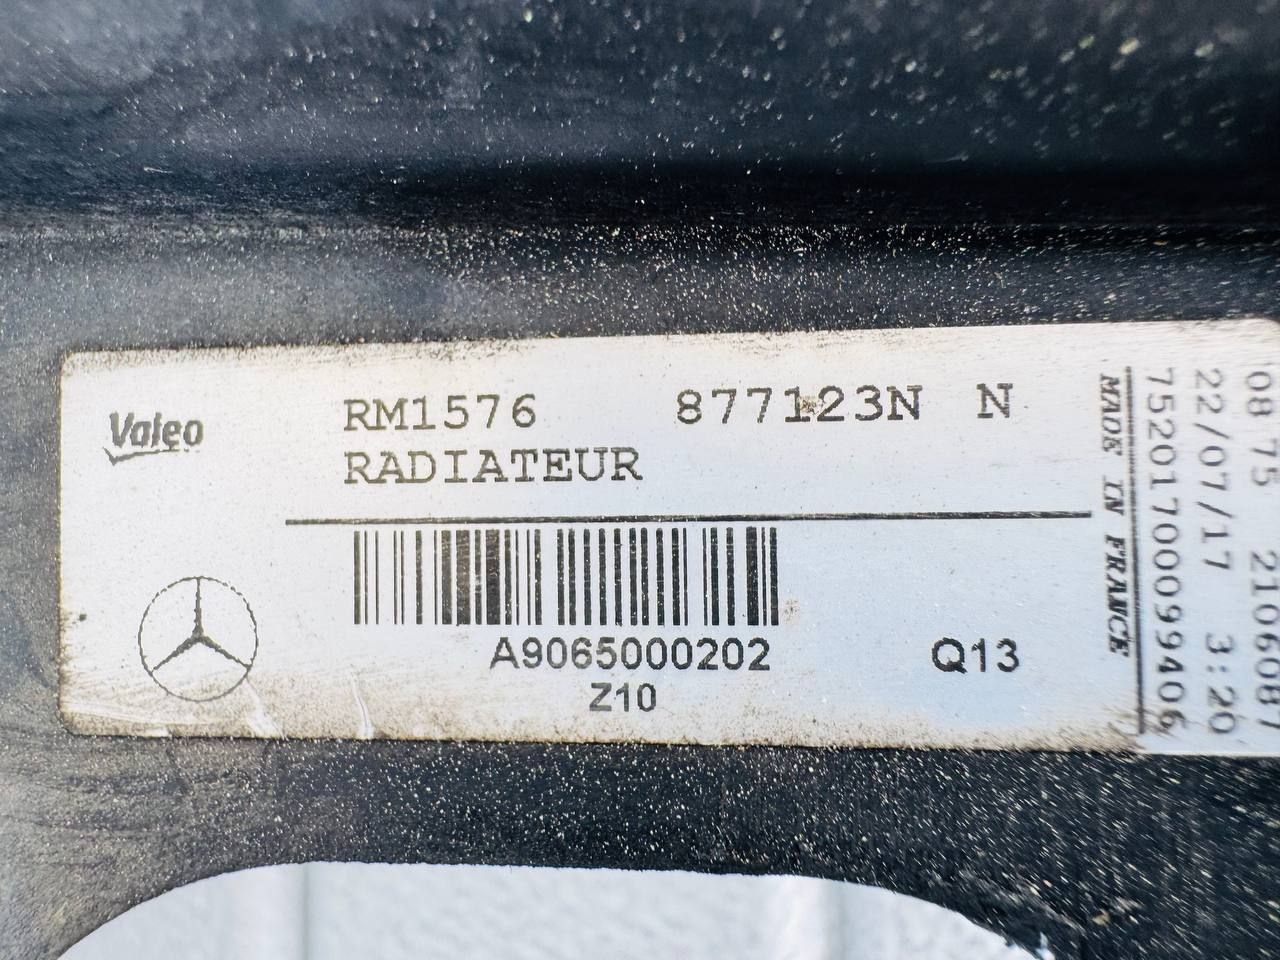 Valeo
RM1576 877123N N
RADIATEUR
A9065000202
Z10
Q13
MADE IN FRANCE
75201700099406
22/07/17 3:20
08 75 2106087